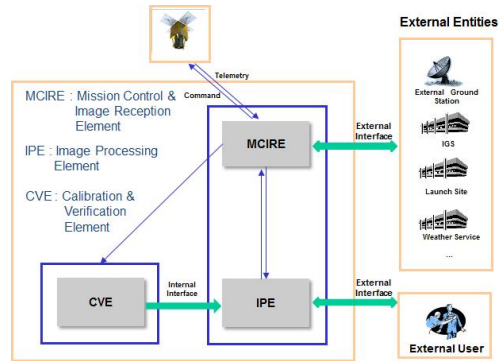 External Entities
Telemetry
Command
MCIRE : Mission Control &
Image Reception
Element
IPE : Image Processing
Element
CVE : Calibration &
Verification
Element
MCIRE
External
Interface
External Ground
Station
IGS
Launch Site
Weather Service
...
CVE
Internal
Interface
IPE
External
Interface
External User